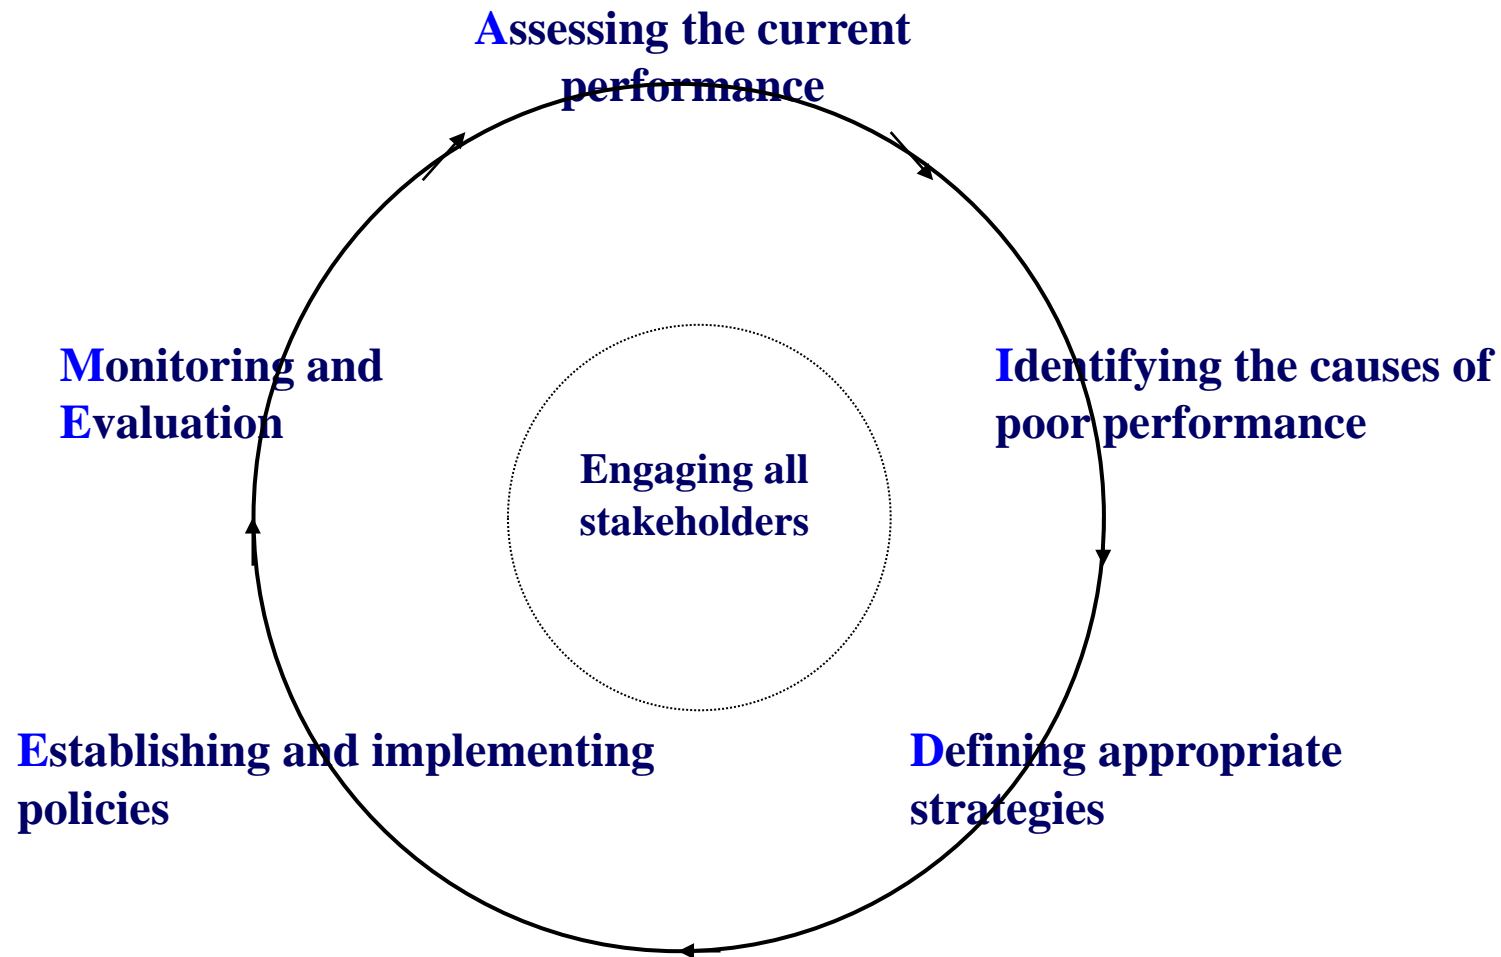 Assessing the current
performance
Monitoring and
Evaluation
Identifying the causes of
poor performance
Engaging all
stakeholders
Establishing and implementing
policies
Defining appropriate
strategies